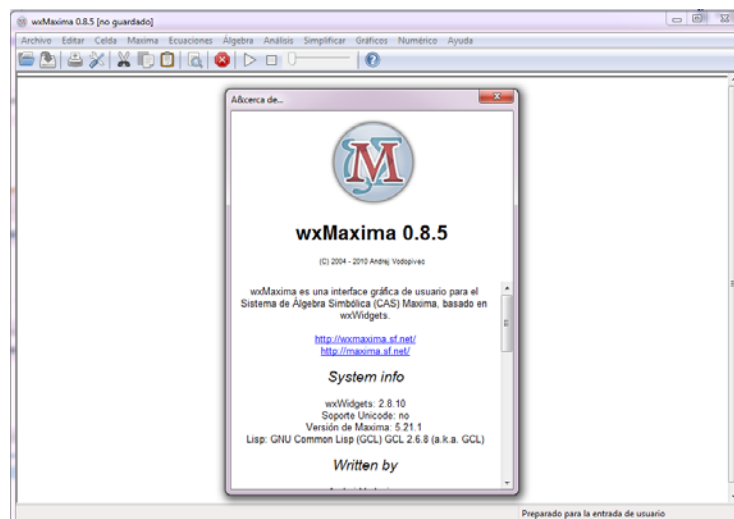 wxMaxima 0.8.5 [no guardado]
Archivo Editar Celda Maxima Ecuaciones Álgebra Análisis Simplificar Gráficos Numérico Ayuda
A8cerca de...
M
wxMaxima 0.8.5
(C) 2004 - 2010 Andrej Vodopivec
wxMaxima es una interface gráfica de usuario para el
Sistema de Álgebra Simbólica (CAS) Maxima, basado en
wxWidgets.
http://wxmaxima.sf.net/
http://maxima.sf.net/
System info
wxWidgets: 2.8.10
Soporte Unicode: no
Versión de Maxima: 5.21.1
Lisp: GNU Common Lisp (GCL) GCL 2.6.8 (a.k.a. GCL)
Written by
Preparado para la entrada de usuario